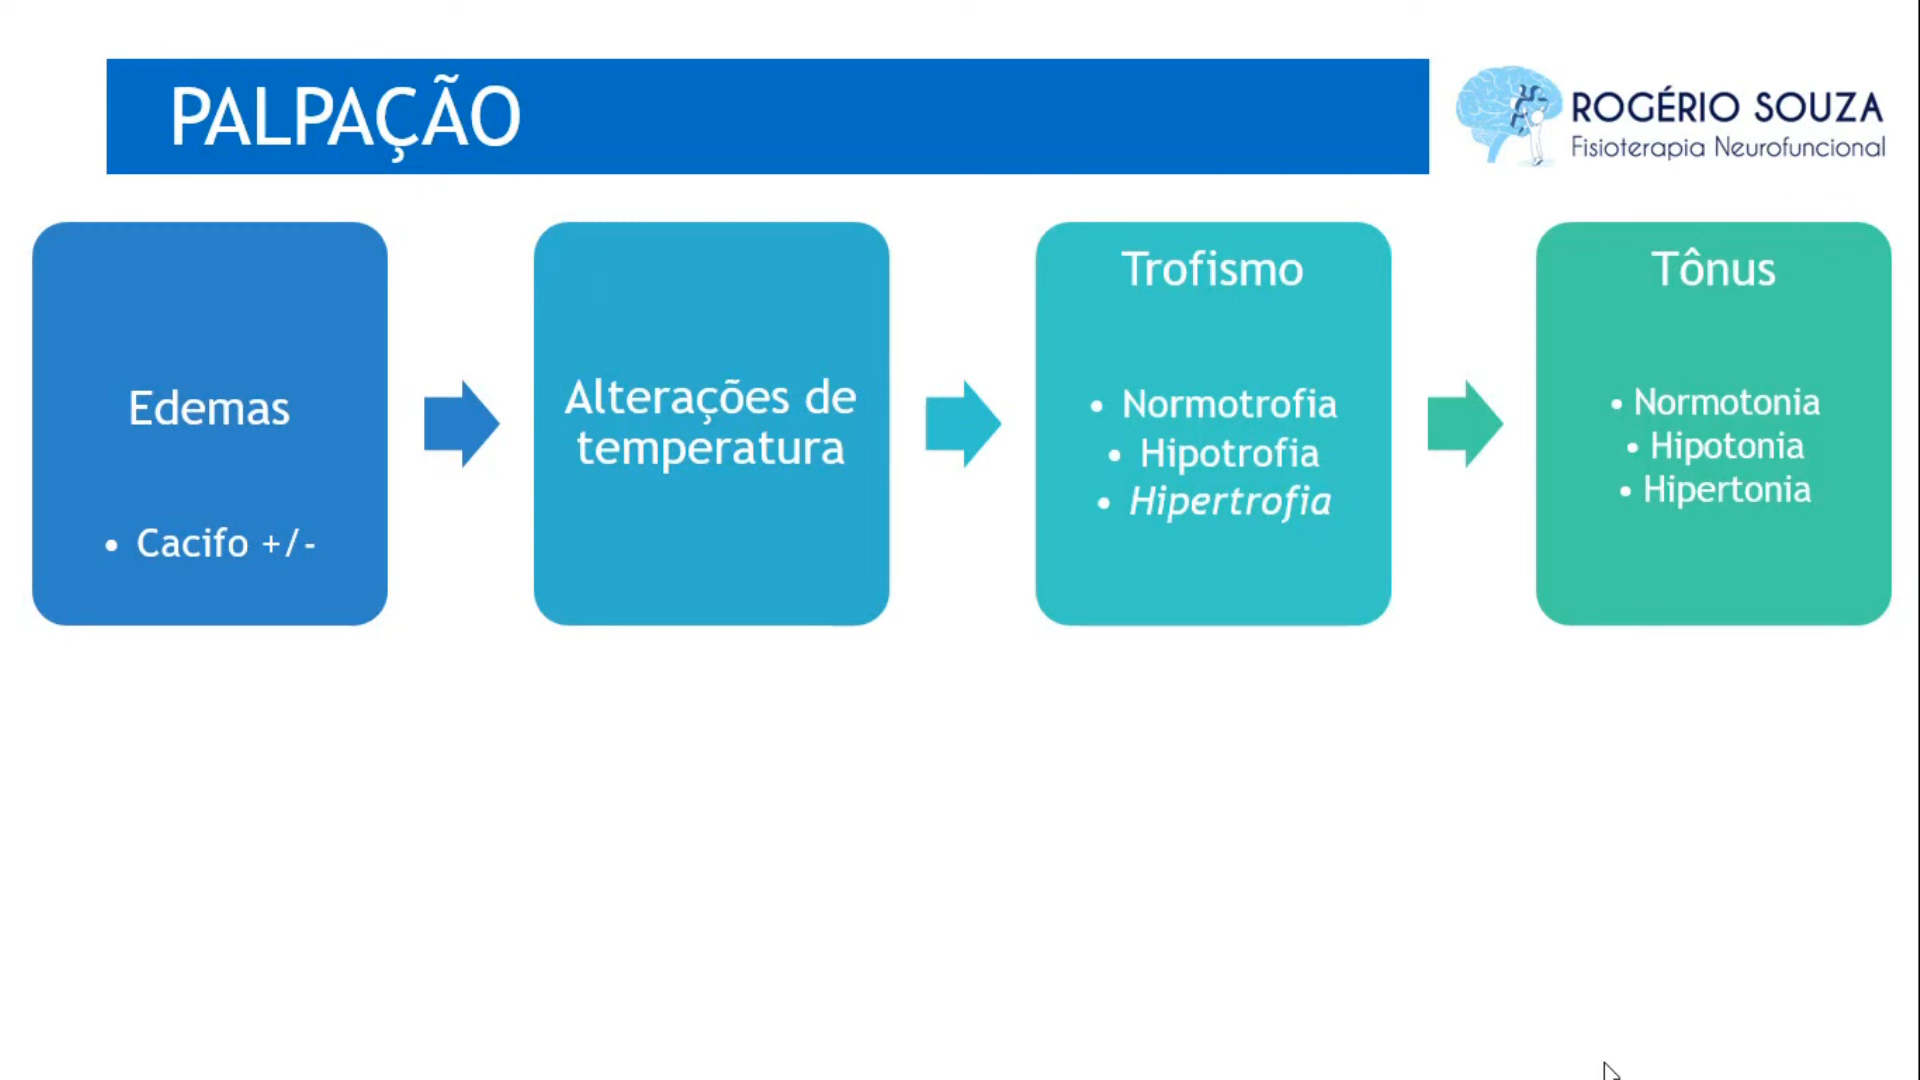 PALPAÇÃO
ROGÉRIO SOUZA
Fisioterapia Neurofuncional
Edemas
• Cacifo +/-
Alterações de
temperatura
Trofismo
• Normotrofia
• Hipotrofia
• Hipertrofia
Tônus
• Normotonia
• Hipotonia
• Hipertonia